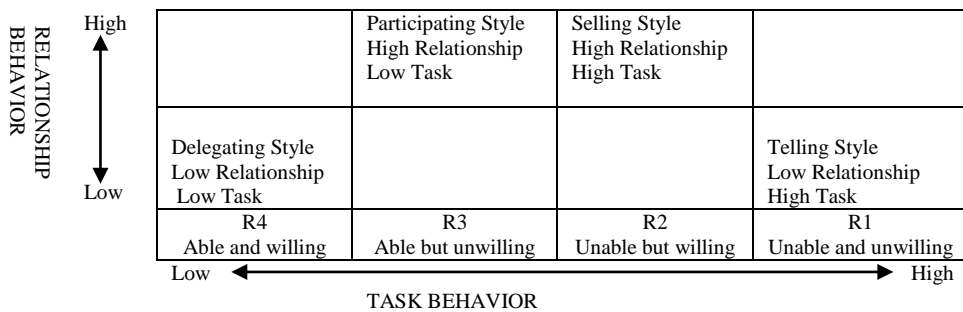 RELATIONSHIP
BEHAVIOR
High
Low
Participating Style
High Relationship
Low Task
Selling Style
High Relationship
High Task
Delegating Style
Low Relationship
Low Task
Telling Style
Low Relationship
High Task
R4
Able and willing
R3
Able but unwilling
R2
Unable but willing
R1
Unable and unwilling
Low
High
TASK BEHAVIOR